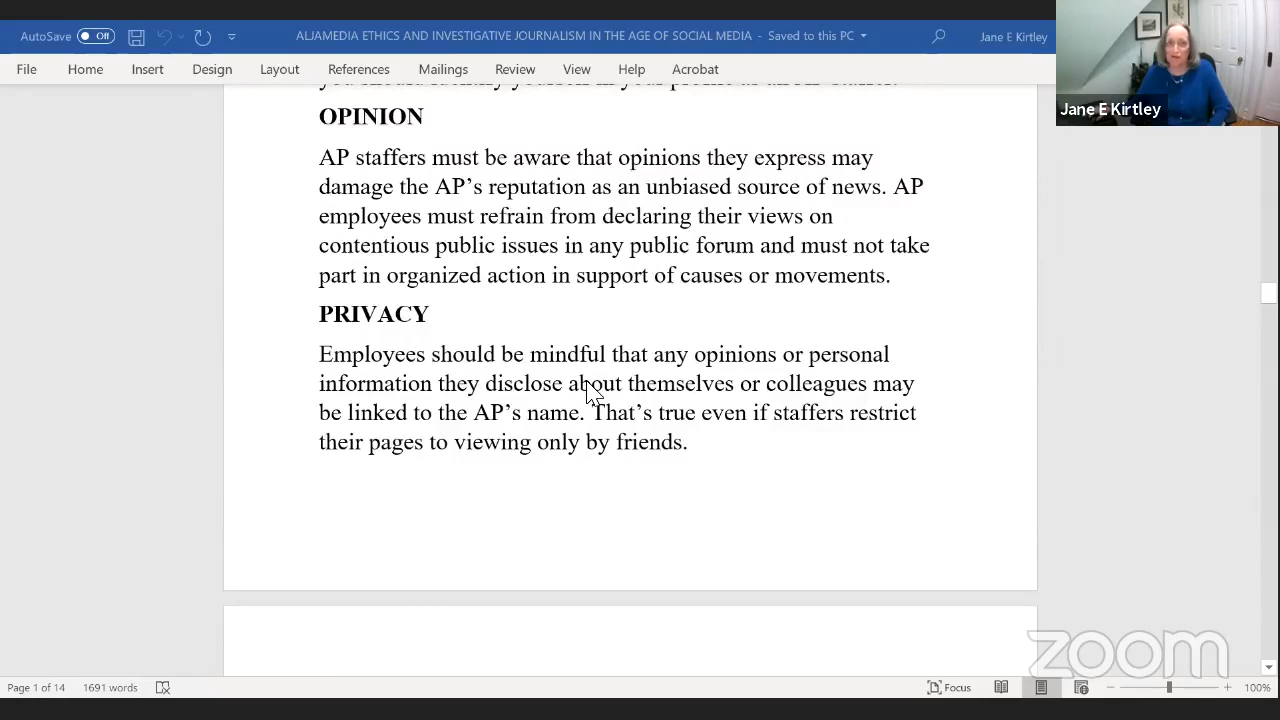 AutoSave Off
ALJAMEDIA ETHICS AND INVESTIGATIVE JOURNALISM IN THE AGE OF SOCIAL MEDIA - Saved to this PC
Jane E Kirtley
File Home Insert Design Layout References Mailings Review View Help Acrobat
Jane E Kirtley
OPINION
AP staffers must be aware that opinions they express may
damage the AP's reputation as an unbiased source of news. AP
employees must refrain from declaring their views on
contentious public issues in any public forum and must not take
part in organized action in support of causes or movements.
PRIVACY
Employees should be mindful that any opinions or personal
information they disclose about themselves or colleagues may
be linked to the AP's name. That's true even if staffers restrict
their pages to viewing only by friends.
zoom
Page 1 of 14 1691 words Focus 100%